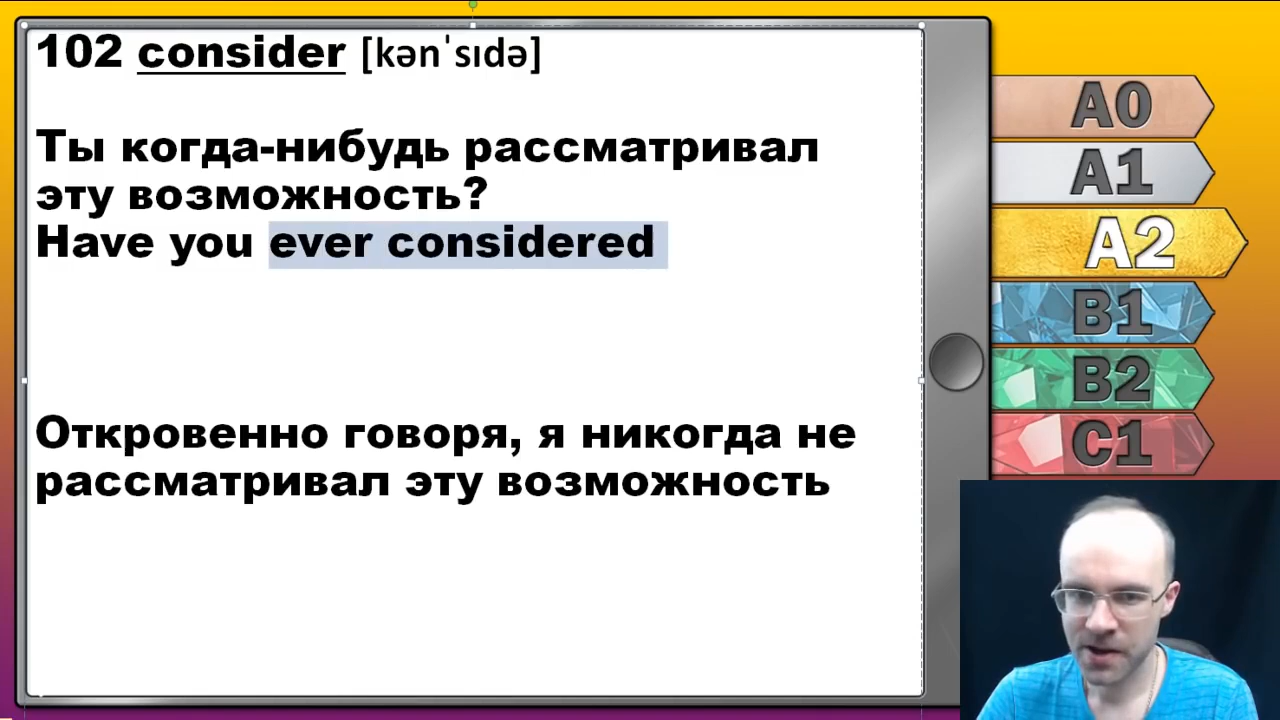 102 consider [kənˈsɪdə]
Ты когда-нибудь рассматривал
эту возможность?
Have you ever considered
Откровенно говоря, я никогда не
рассматривал эту возможность
A0
A1
A2
B1
B2
C1